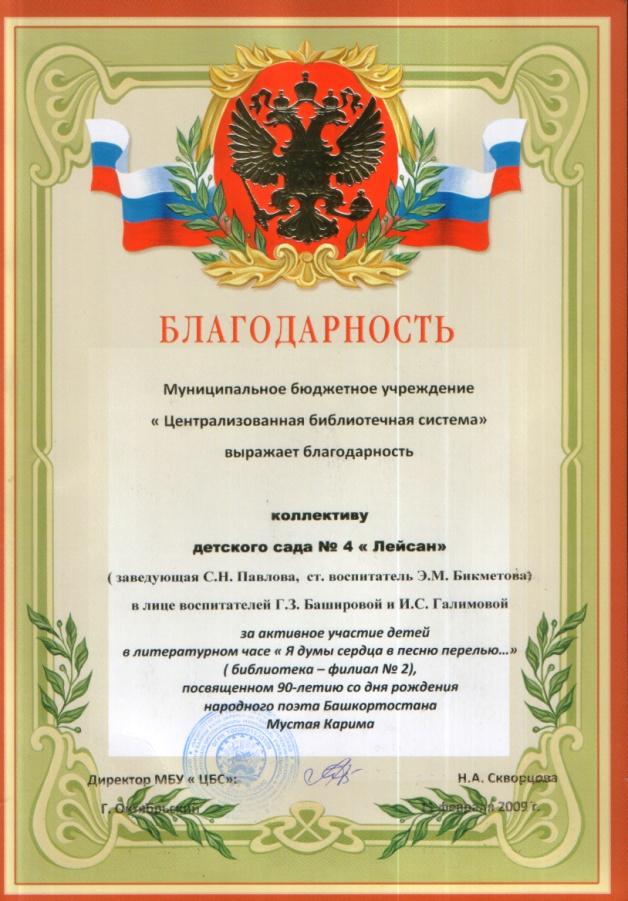 БЛАГОДАРНОСТЬ
Муниципальное бюджетное учреждение
« Централизованная библиотечная система»
выражает благодарность
коллективу
детского сада № 4 « Лейсан»
( заведующая С.Н. Павлова, ст. воспитатель Э.М. Бикметова)
в лице воспитателей Г.З. Башировой и И.С. Галимовой
за активное участие детей
в литературном часе « Я думы сердца в песню перелью…»
( библиотека – филиал № 2),
посвященном 90-летию со дня рождения
народного поэта Башкортостана
Мустая Карима
Директор МБУ « ЦБС»: Н.А. Скворцова
Г. Октябрьский февраля 2009 г.